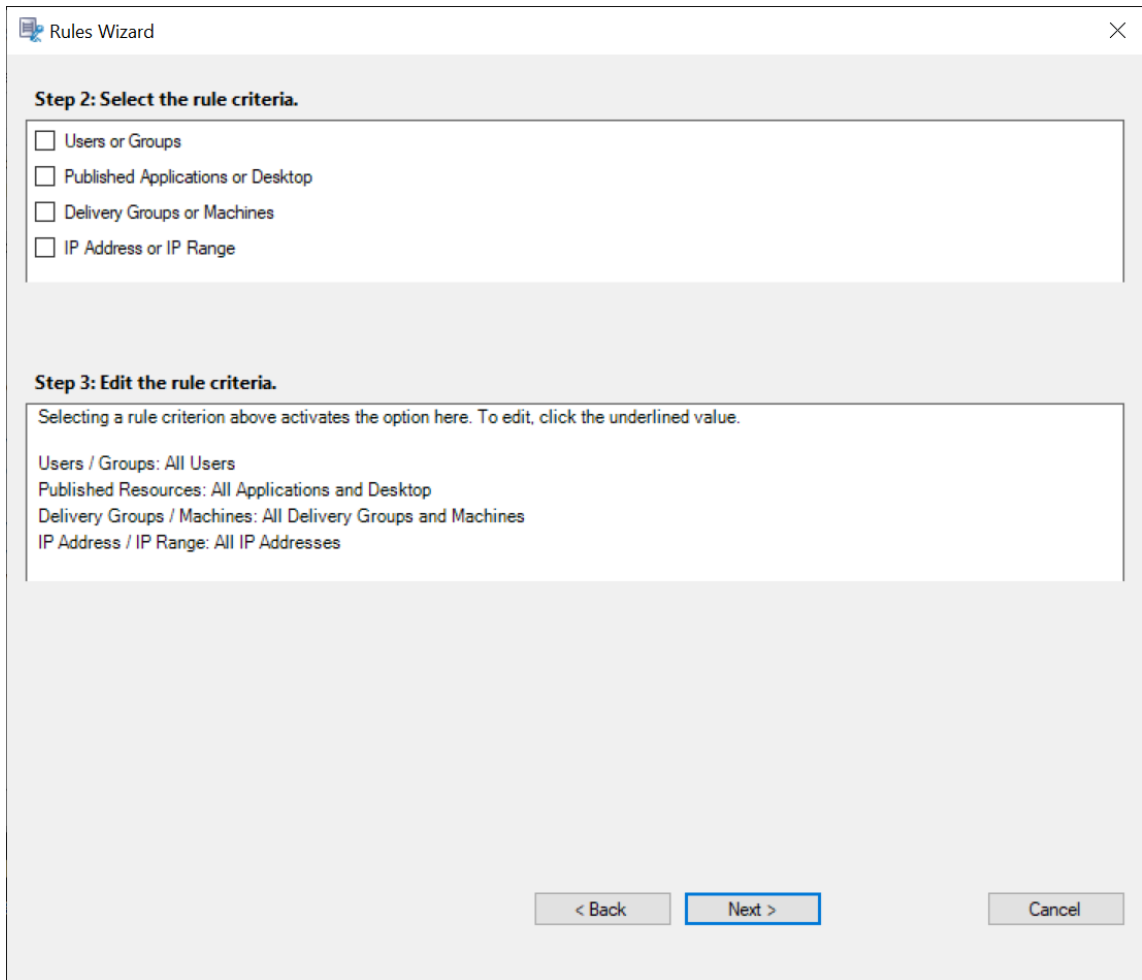 Rules Wizard
Step 2: Select the rule criteria.
Users or Groups
Published Applications or Desktop
Delivery Groups or Machines
IP Address or IP Range
Step 3: Edit the rule criteria.
Selecting a rule criterion above activates the option here. To edit, click the underlined value.
Users / Groups: All Users
Published Resources: All Applications and Desktop
Delivery Groups / Machines: All Delivery Groups and Machines
IP Address / IP Range: All IP Addresses
< Back
Next >
Cancel